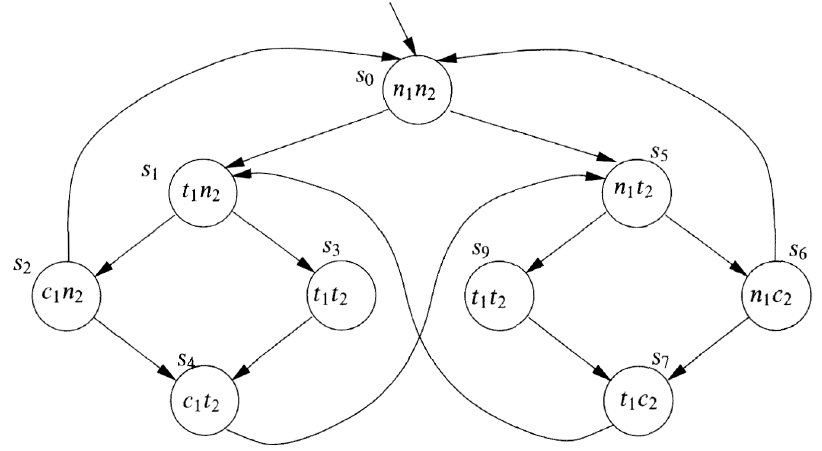 s₀
n₁n₂
s₁
t₁n₂
s₅
n₁t₂
s₂
c₁n₂
s₃
t₁t₂
s₉
t₁t₂
s₆
n₁c₂
s₄
c₁t₂
s₇
t₁c₂